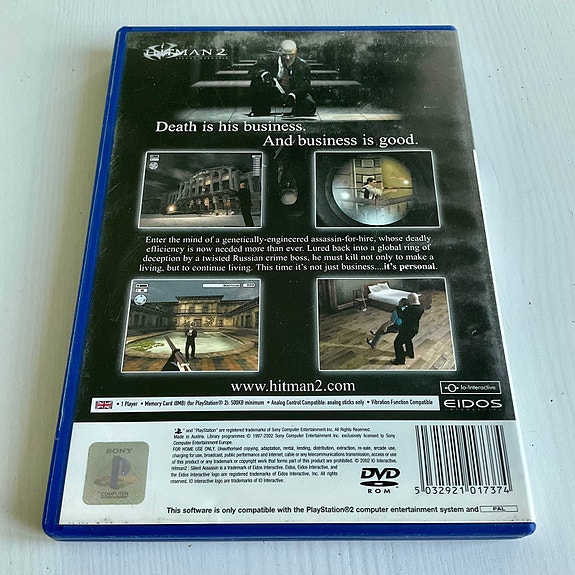 HITMAN 2
Death is his business.
And business is good.
Enter the mind of a genetically-engineered assassin-for-hire, whose deadly
efficiency is now needed more than ever. Lured back into a global ring of
deception by a twisted Russian crime boss, he must kill not only to make a
living, but to continue living. This time it's not just business....it's personal.
www.hitman2.com
io-interactive
• 1 Player • Memory Card (8MB) (for PlayStation 2): 500KB minimum • Analog Control Compatible: analog sticks only • Vibration Function Compatible
EIDOS
SONY
COMPUTER
ENTERTAINMENT
" " and "PlayStation" are registered trademarks of Sony Computer Entertainment Inc. All Rights Reserved.
Made in Austria. Library programmes © 1997-2002 Sony Computer Entertainment Inc. exclusively licensed to Sony
Computer Entertainment Europe.
FOR HOME USE ONLY. Unauthorised copying, adaptation, rental, lending, distribution, extraction, re-sale, arcade use,
charging for use, broadcast, public performance and internet, cable or any telecommunications transmission, access or use
of this product or any trademark or copyright work that forms part of this product are prohibited. © 2002 IO Interactive.
Hitman2 : Silent Assassin is a trademark of Eidos Interactive, Eidos Interactive, and
the Eidos Interactive logo are registered trademarks of Eidos Interactive Inc. All rights
reserved. IO Interactive logo are trademarks of IO Interactive.
DVD
ROM
5 032921 017374
This software is only compatible with the PlayStation®2 computer entertainment system and PAL